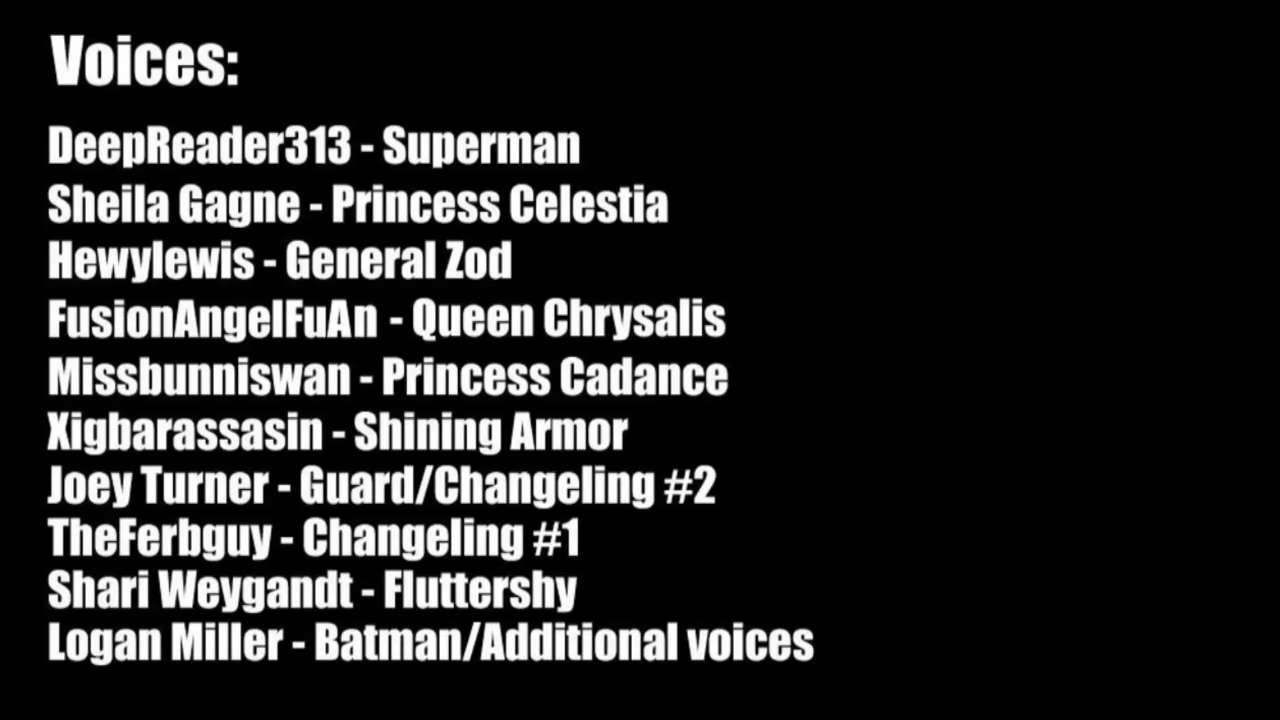 Voices:
DeepReader313 - Superman
Sheila Gagne - Princess Celestia
Hewylewis - General Zod
FusionAngelFuAn - Queen Chrysalis
Missbunniswan - Princess Cadance
Xigbarassasin - Shining Armor
Joey Turner - Guard/Changeling #2
TheFerbguy - Changeling #1
Shari Weygandt - Fluttershy
Logan Miller - Batman/Additional voices